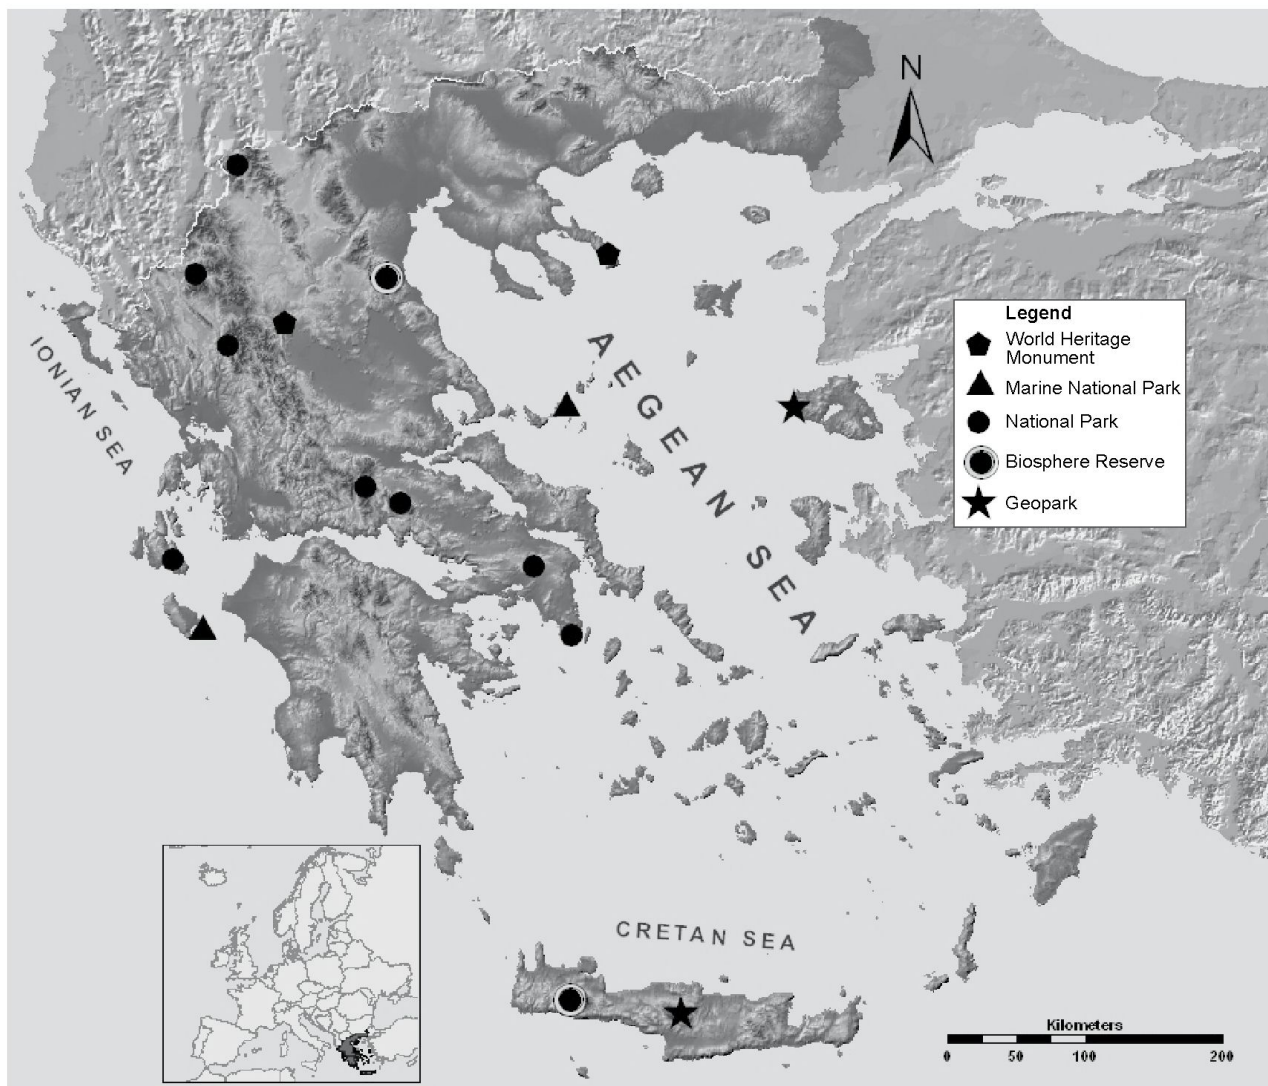 N
Legend
World Heritage
Monument
Marine National Park
National Park
Biosphere Reserve
Geopark
IONIAN SEA
AEGEAN SEA
CRETAN SEA
Kilometers
0 50 100 200